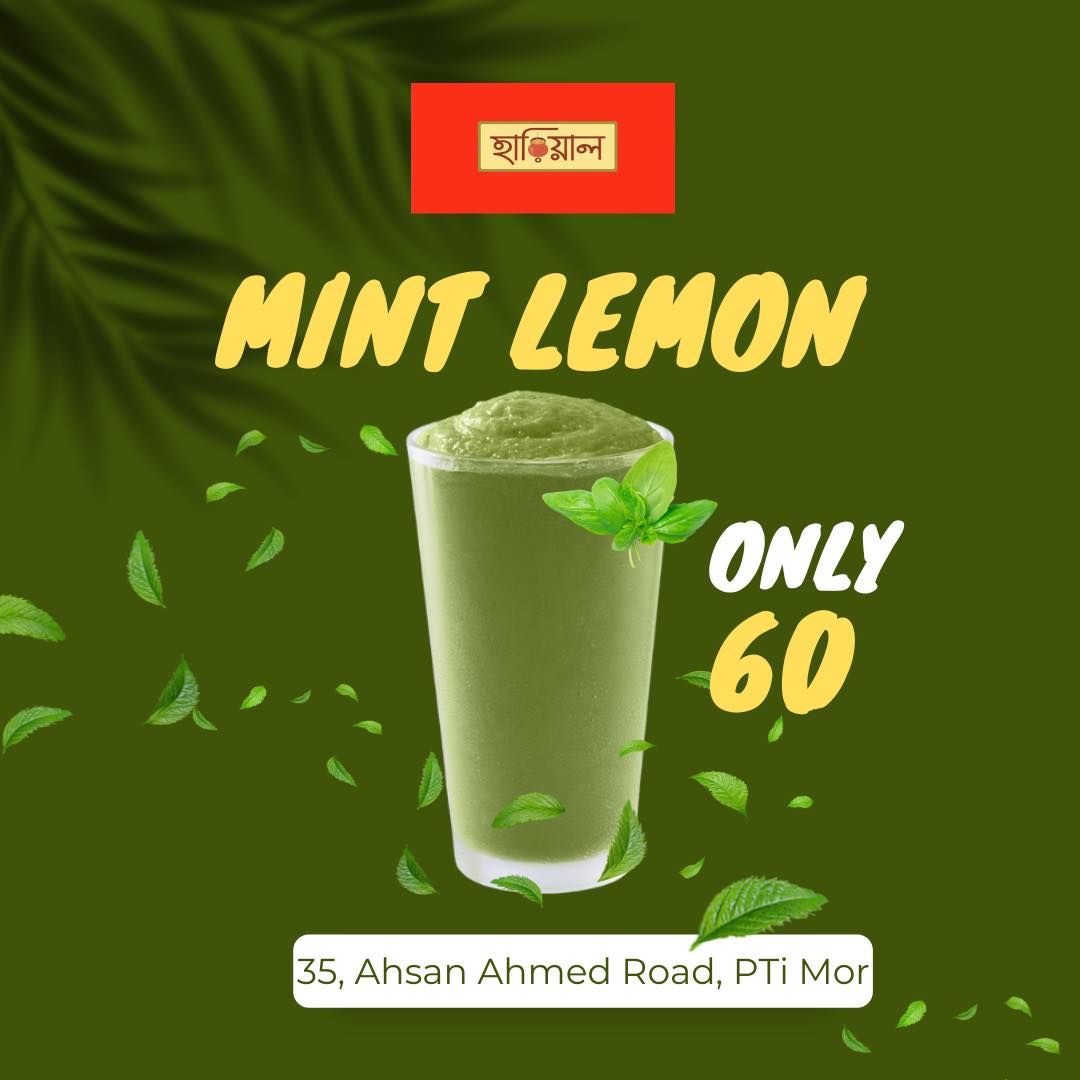 হারিয়াল
MINT LEMON
ONLY
60
35, Ahsan Ahmed Road, PTi Mor